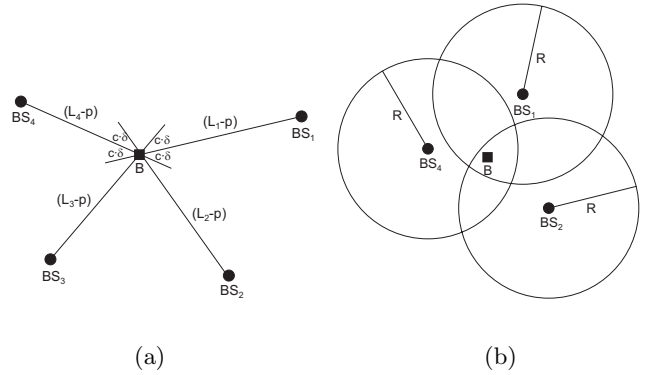 (L₄-p)
BS₄
c·δ
c·δ
(L₁-p)
BS₁
c·δ
c·δ
B
(L₃-p)
(L₂-p)
BS₃
BS₂
(a)
R
BS₁
R
BS₄
B
BS₂
R
(b)